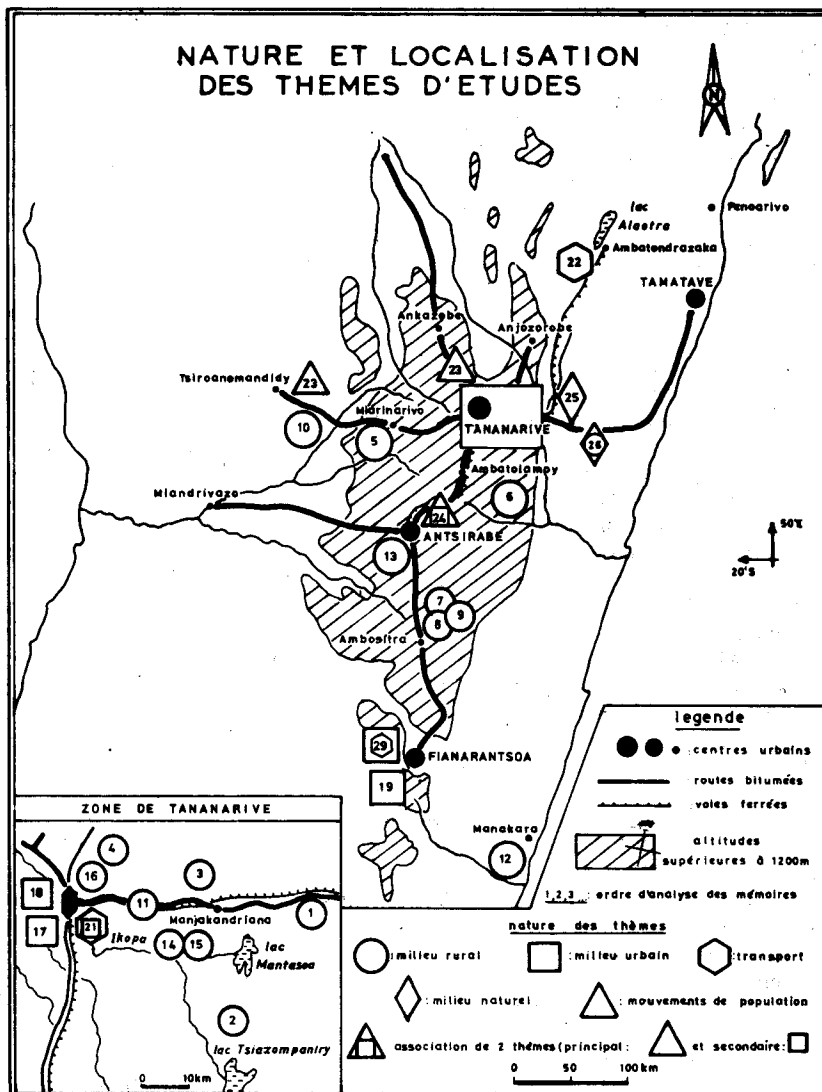 NATURE ET LOCALISATION
DES THEMES D'ETUDES
N
lac
Alaotra
Fenoarivo
Ambatondrazaka
22
TAMATAVE
Ankazobe
Anjozorobe
23
Tsiroanomandidy
23
25
Miarinarivo
TANANARIVE
10
5
26
Ambatolampy
6
Miandrivazo
24
ANTSIRABE
50°E
20°S
13
7
8
9
Ambositra
29
FIANARANTSOA
19
Manakara
12
legende
: centres urbains
: routes bitumées
: voies ferrées
altitudes
supérieures à 1200m
1,2,3 : ordre d'analyse des mémoires
ZONE DE TANANARIVE
4
16
3
18
11
Manjakandriana
1
17
21
Ikopa
14
15
lac
Mantasoa
2
lac Tsiazompaniry
0 10km
nature des thèmes
: milieu rural
: milieu urbain
: transport
: milieu naturel
: mouvements de population
association de 2 thèmes (principal: et secondaire:
0 50 100 km